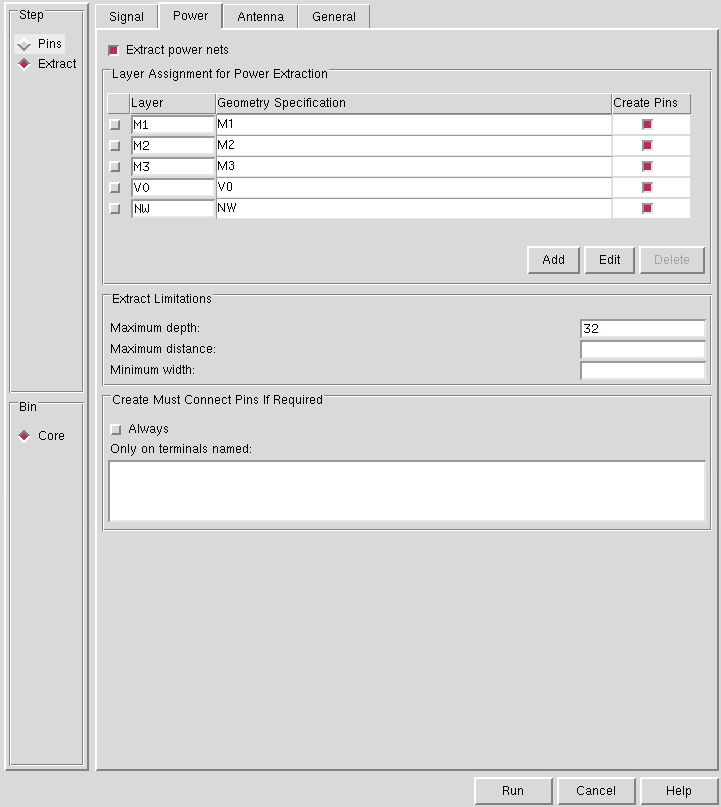 Step
Pins
Extract
Bin
Core
Signal Power Antenna General
Extract power nets
Layer Assignment for Power Extraction
Layer Geometry Specification Create Pins
M1 M1
M2 M2
M3 M3
V0 V0
NW NW
Add Edit Delete
Extract Limitations
Maximum depth: 32
Maximum distance:
Minimum width:
Create Must Connect Pins If Required
Always
Only on terminals named:
Run Cancel Help